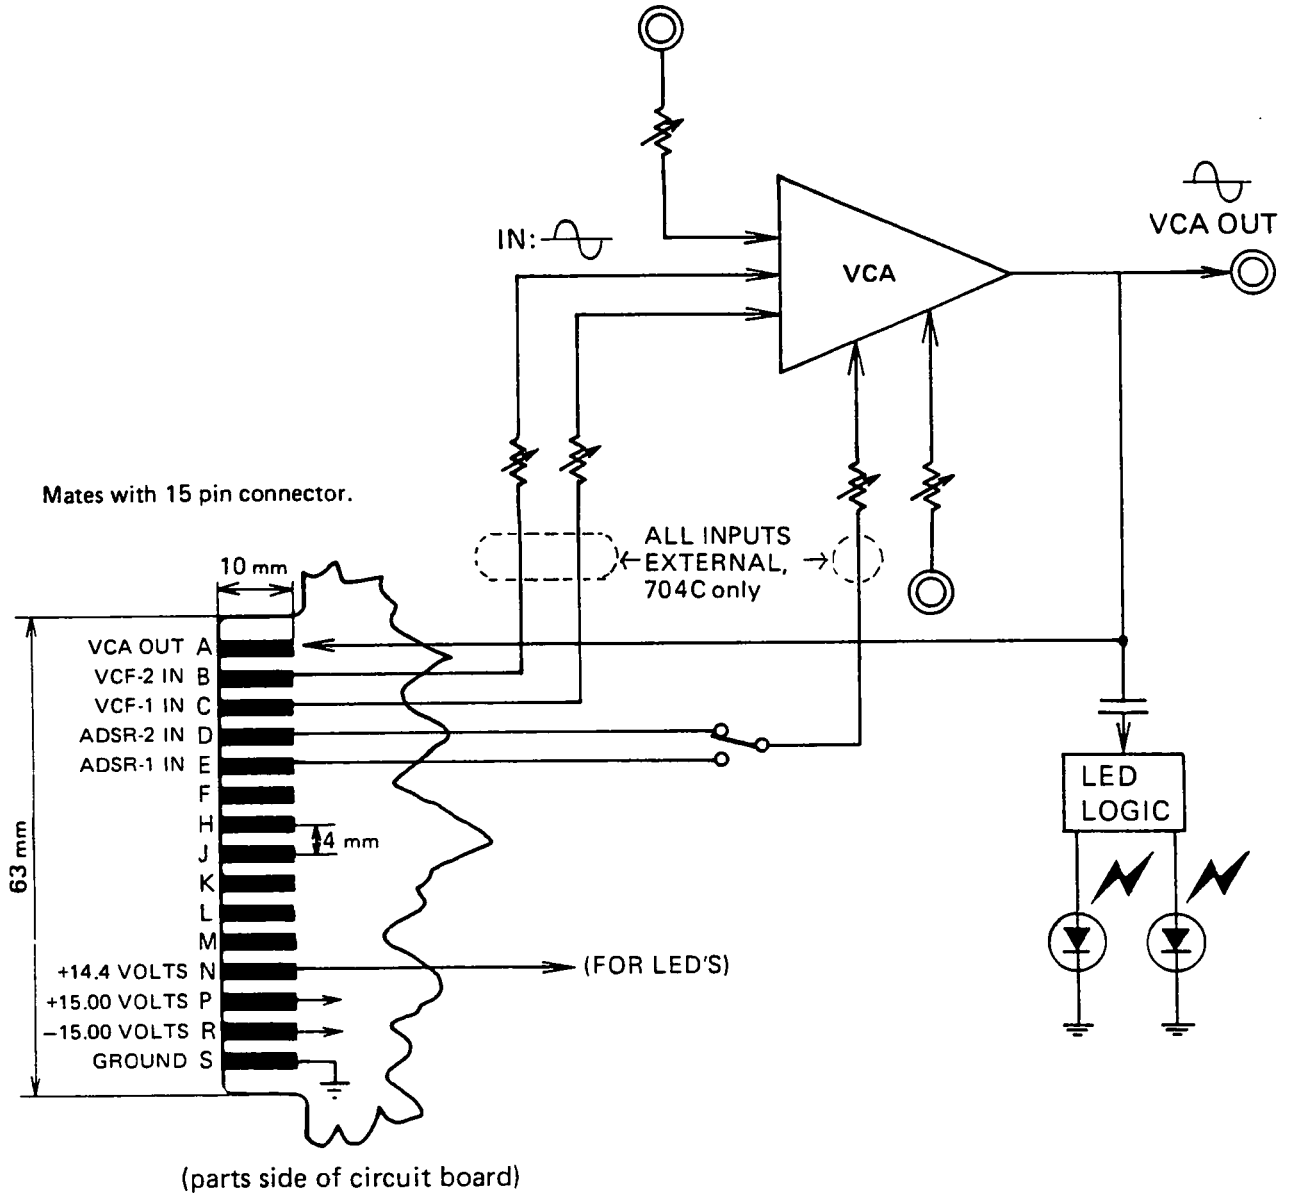 VCA OUT
IN:
VCA
Mates with 15 pin connector.
ALL INPUTS
EXTERNAL,
704C only
10 mm
VCA OUT A
VCF-2 IN B
VCF-1 IN C
ADSR-2 IN D
ADSR-1 IN E
F
H
J
4 mm
K
L
M
+14.4 VOLTS N
(FOR LED'S)
+15.00 VOLTS P
−15.00 VOLTS R
GROUND S
63 mm
LED
LOGIC
(parts side of circuit board)